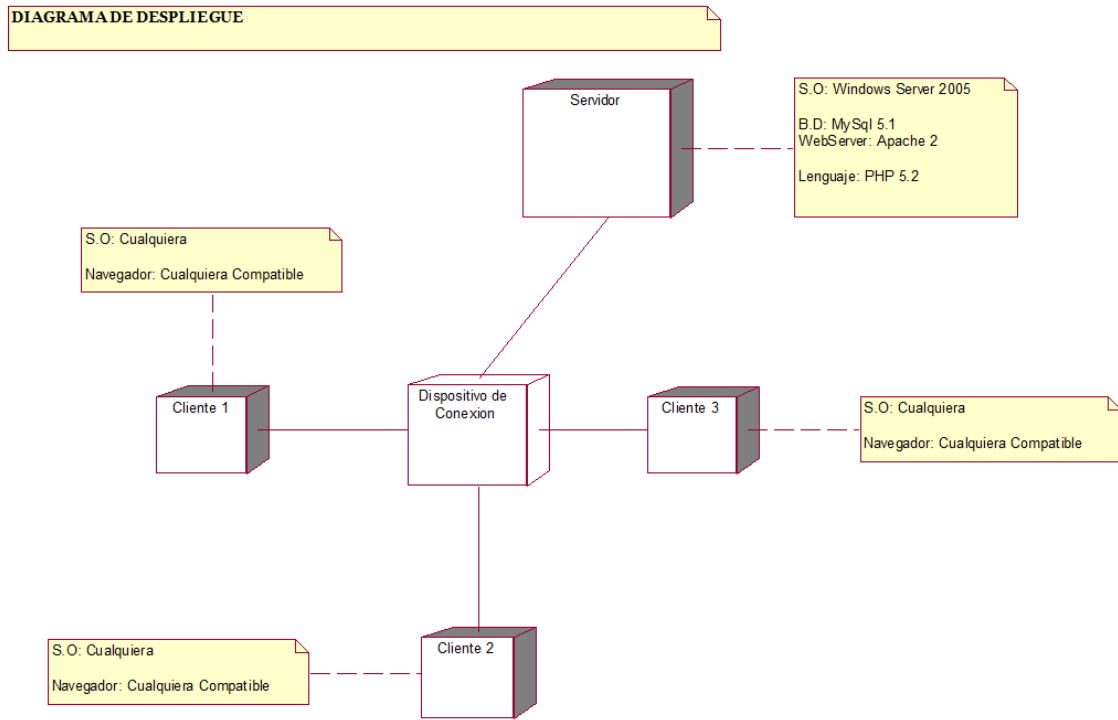 DIAGRAMA DE DESPLIEGUE
Servidor
S.O: Windows Server 2005
B.D: MySql 5.1
WebServer: Apache 2
Lenguaje: PHP 5.2
S.O: Cualquiera
Navegador: Cualquiera Compatible
Cliente 1
Dispositivo de
Conexion
Cliente 3
S.O: Cualquiera
Navegador: Cualquiera Compatible
S.O: Cualquiera
Navegador: Cualquiera Compatible
Cliente 2